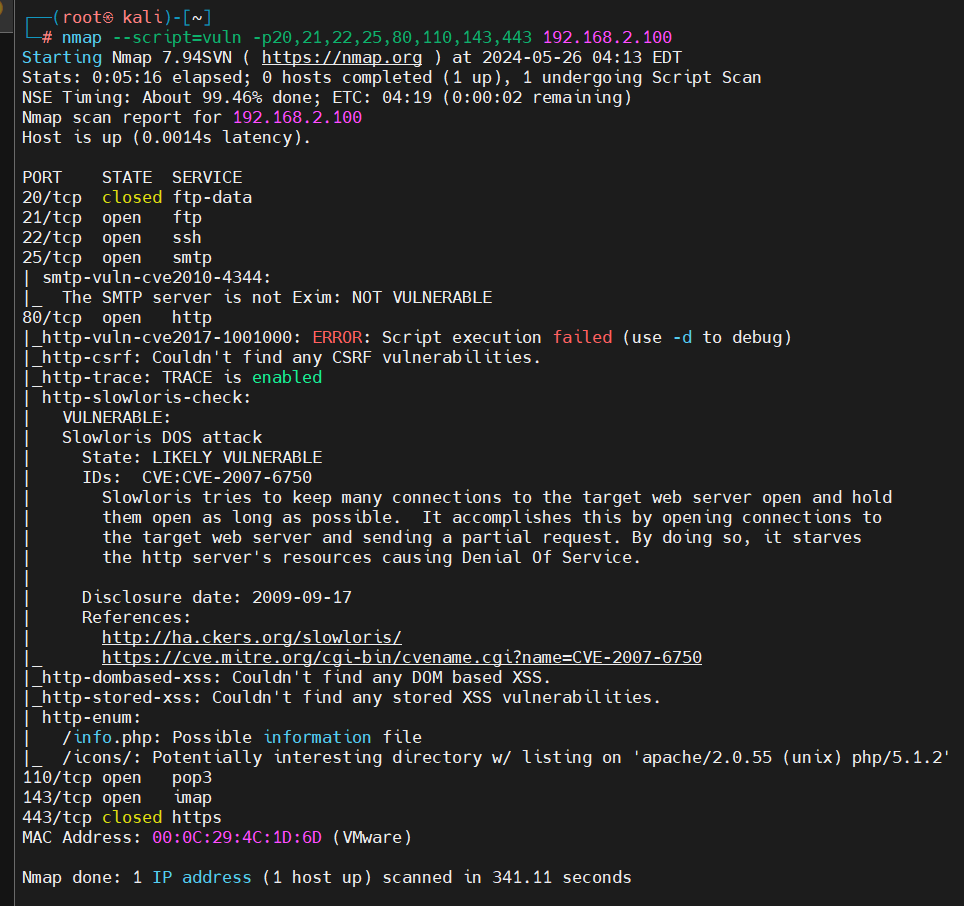 ┌──(root㉿ kali)-[~]
└─# nmap --script=vuln -p20,21,22,25,80,110,143,443 192.168.2.100
Starting Nmap 7.94SVN ( https://nmap.org ) at 2024-05-26 04:13 EDT
Stats: 0:05:16 elapsed; 0 hosts completed (1 up), 1 undergoing Script Scan
NSE Timing: About 99.46% done; ETC: 04:19 (0:00:02 remaining)
Nmap scan report for 192.168.2.100
Host is up (0.0014s latency).

PORT    STATE  SERVICE
20/tcp  closed ftp-data
21/tcp  open   ftp
22/tcp  open   ssh
25/tcp  open   smtp
| smtp-vuln-cve2010-4344:
|_  The SMTP server is not Exim: NOT VULNERABLE
80/tcp  open   http
|_http-vuln-cve2017-1001000: ERROR: Script execution failed (use -d to debug)
|_http-csrf: Couldn't find any CSRF vulnerabilities.
|_http-trace: TRACE is enabled
| http-slowloris-check:
|   VULNERABLE:
|   Slowloris DOS attack
|     State: LIKELY VULNERABLE
|     IDs:  CVE:CVE-2007-6750
|       Slowloris tries to keep many connections to the target web server open and hold
|       them open as long as possible.  It accomplishes this by opening connections to
|       the target web server and sending a partial request. By doing so, it starves
|       the http server's resources causing Denial Of Service.
|
|     Disclosure date: 2009-09-17
|     References:
|       http://ha.ckers.org/slowloris/
|_      https://cve.mitre.org/cgi-bin/cvename.cgi?name=CVE-2007-6750
|_http-dombased-xss: Couldn't find any DOM based XSS.
|_http-stored-xss: Couldn't find any stored XSS vulnerabilities.
| http-enum:
|   /info.php: Possible information file
|_  /icons/: Potentially interesting directory w/ listing on 'apache/2.0.55 (unix) php/5.1.2'
110/tcp open   pop3
143/tcp open   imap
443/tcp closed https
MAC Address: 00:0C:29:4C:1D:6D (VMware)

Nmap done: 1 IP address (1 host up) scanned in 341.11 seconds